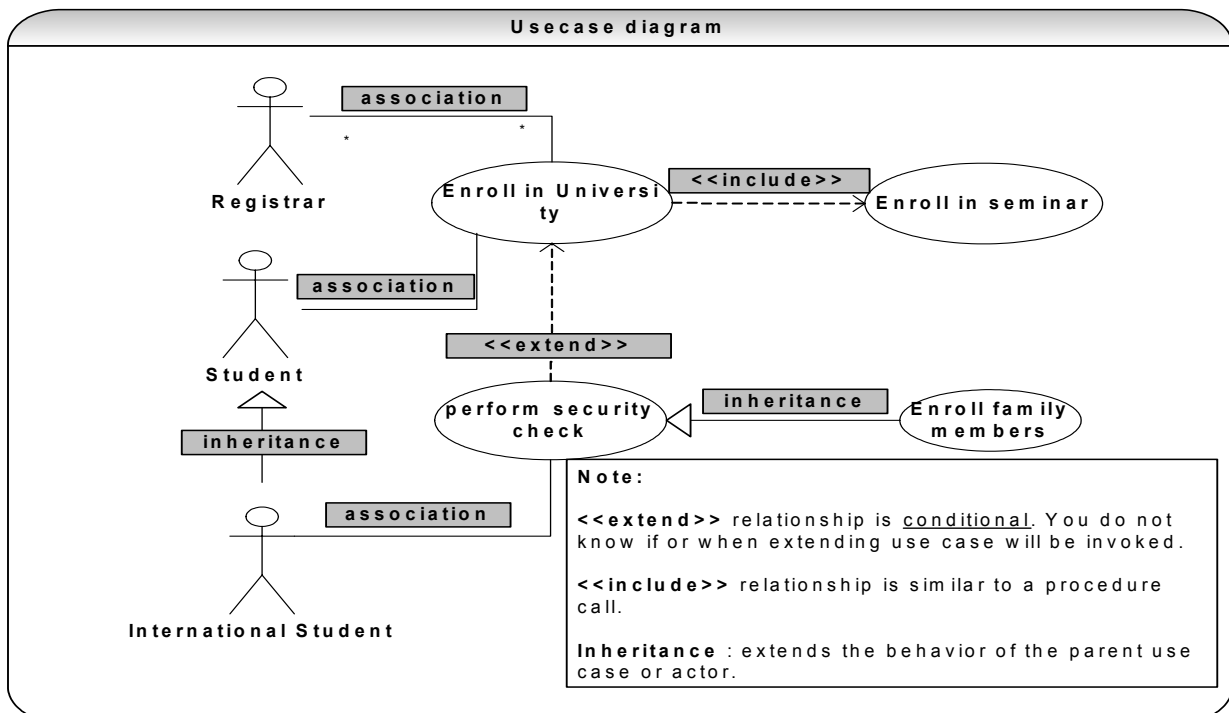 Usecase diagram
association
*
*
Registrar
Enroll in Universi
ty
<<include>>
Enroll in seminar
association
Student
<<extend>>
inheritance
perform security
check
inheritance
Enroll family
members
association
International Student
Note:
<<extend>> relationship is conditional. You do not
know if or when extending use case will be invoked.
<<include>> relationship is similar to a procedure
call.
Inheritance : extends the behavior of the parent use
case or actor.